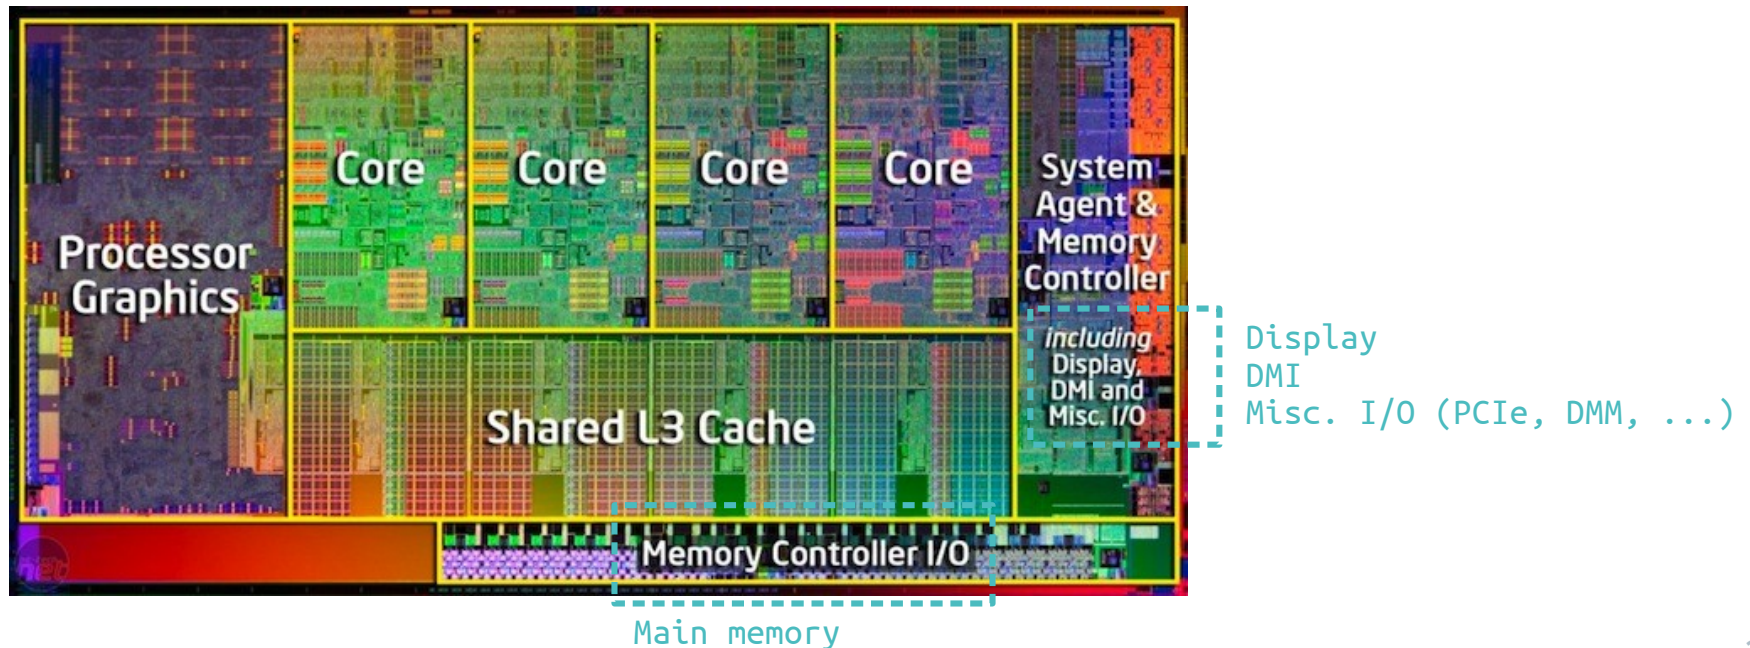 Core
Core
Core
Core
System
Agent &
Memory
Controller
Processor
Graphics
including
Display,
DMI and
Misc. I/O
Display
DMI
Misc. I/O (PCIe, DMM, ...)
Shared L3 Cache
Memory Controller I/O
Main memory